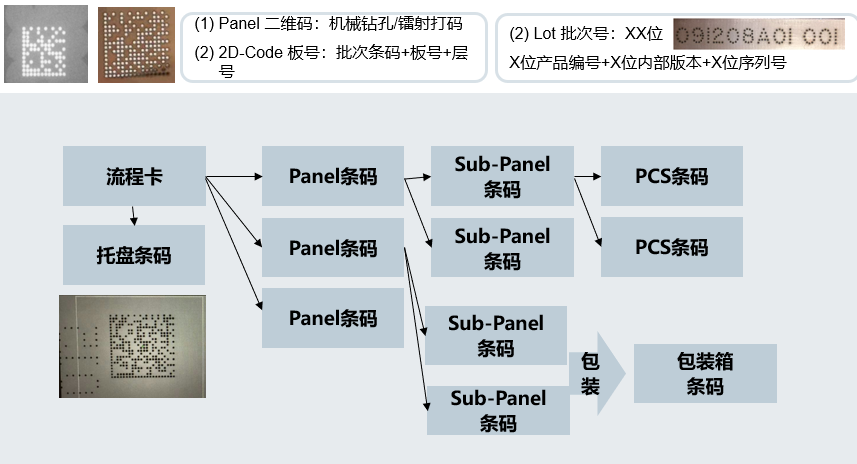 (1) Panel 二维码：机械钻孔/镭射打码
(2) 2D-Code 板号：批次条码+板号+层
号
(2) Lot 批次号：XX位
091208A01 001
X位产品编号+X位内部版本+X位序列号
流程卡
Panel条码
Sub-Panel
条码
PCS条码
托盘条码
Panel条码
Sub-Panel
条码
PCS条码
Panel条码
Sub-Panel
条码
包
装
包装箱
条码
Sub-Panel
条码